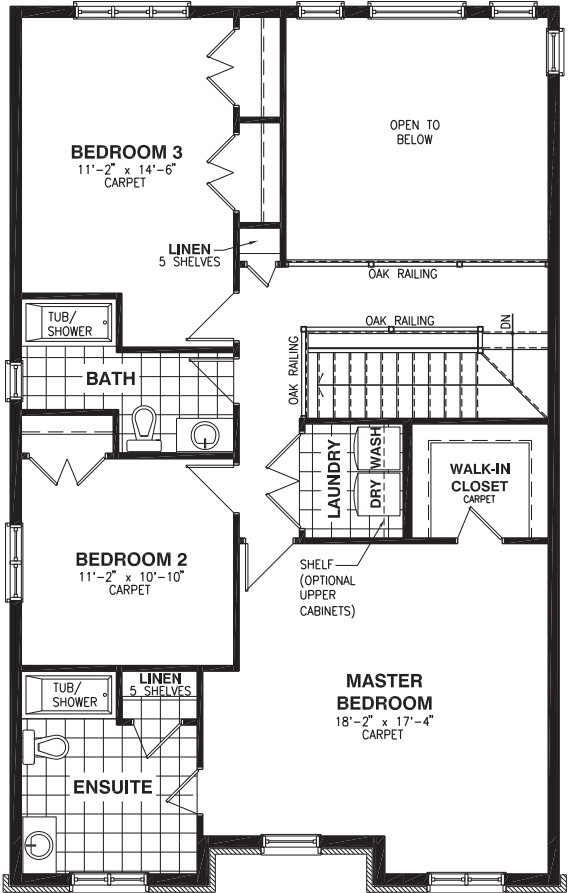 OPEN TO
BELOW
BEDROOM 3
11'-2" x 14'-6"
CARPET
LINEN
5 SHELVES
OAK RAILING
TUB/
SHOWER
OAK RAILING
DN
OAK RAILING
BATH
LAUNDRY
WASH
DRY
WALK-IN
CLOSET
CARPET
BEDROOM 2
11'-2" x 10'-10"
CARPET
SHELF
(OPTIONAL
UPPER
CABINETS)
LINEN
5 SHELVES
TUB/
SHOWER
MASTER
BEDROOM
18'-2" x 17'-4"
CARPET
ENSUITE